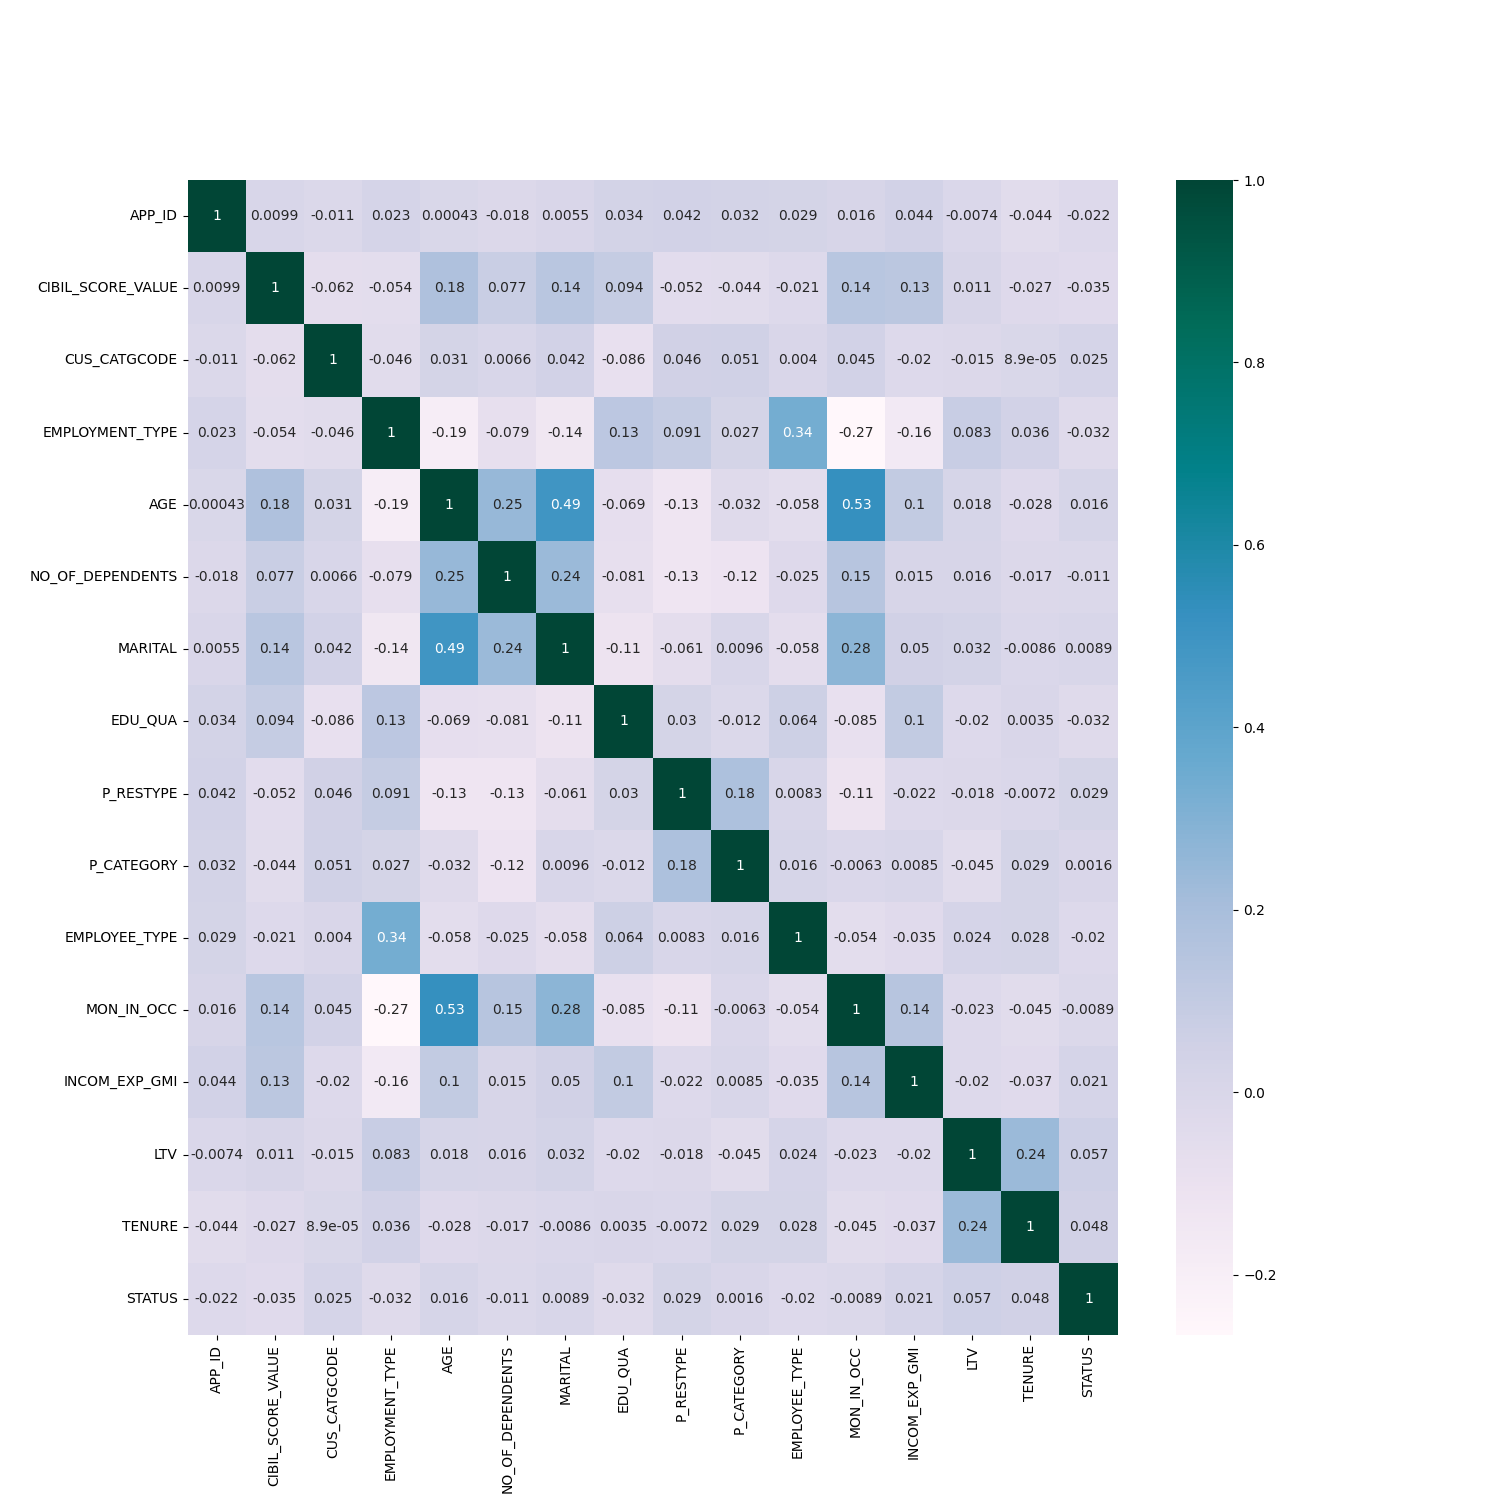 APP_ID 1 0.0099 -0.011 0.023 0.00043 -0.018 0.0055 0.034 0.042 0.032 0.029 0.016 0.044 -0.0074 -0.044 -0.022
CIBIL_SCORE_VALUE 0.0099 1 -0.062 -0.054 0.18 0.077 0.14 0.094 -0.052 -0.044 -0.021 0.14 0.13 0.011 -0.027 -0.035
CUS_CATGCODE -0.011 -0.062 1 -0.046 0.031 0.0066 0.042 -0.086 0.046 0.051 0.004 0.045 -0.02 -0.015 8.9e-05 0.025
EMPLOYMENT_TYPE 0.023 -0.054 -0.046 1 -0.19 -0.079 -0.14 0.13 0.091 0.027 0.34 -0.27 -0.16 0.083 0.036 -0.032
AGE 0.00043 0.18 0.031 -0.19 1 0.25 0.49 -0.069 -0.13 -0.032 -0.058 0.53 0.1 0.018 -0.028 0.016
NO_OF_DEPENDENTS -0.018 0.077 0.0066 -0.079 0.25 1 0.24 -0.081 -0.13 -0.12 -0.025 0.15 0.015 0.016 -0.017 -0.011
MARITAL 0.0055 0.14 0.042 -0.14 0.49 0.24 1 -0.11 -0.061 0.0096 -0.058 0.28 0.05 0.032 -0.0086 0.0089
EDU_QUA 0.034 0.094 -0.086 0.13 -0.069 -0.081 -0.11 1 0.03 -0.012 0.064 -0.085 0.1 -0.02 0.0035 -0.032
P_RESTYPE 0.042 -0.052 0.046 0.091 -0.13 -0.13 -0.061 0.03 1 0.18 0.0083 -0.11 -0.022 -0.018 -0.0072 0.029
P_CATEGORY 0.032 -0.044 0.051 0.027 -0.032 -0.12 0.0096 -0.012 0.18 1 0.016 -0.0063 0.0085 -0.045 0.029 0.0016
EMPLOYEE_TYPE 0.029 -0.021 0.004 0.34 -0.058 -0.025 -0.058 0.064 0.0083 0.016 1 -0.054 -0.035 0.024 0.028 -0.02
MON_IN_OCC 0.016 0.14 0.045 -0.27 0.53 0.15 0.28 -0.085 -0.11 -0.0063 -0.054 1 0.14 -0.023 -0.045 -0.0089
INCOM_EXP_GMI 0.044 0.13 -0.02 -0.16 0.1 0.015 0.05 0.1 -0.022 0.0085 -0.035 0.14 1 -0.02 -0.037 0.021
LTV -0.0074 0.011 -0.015 0.083 0.018 0.016 0.032 -0.02 -0.018 -0.045 0.024 -0.023 -0.02 1 0.24 0.057
TENURE -0.044 -0.027 8.9e-05 0.036 -0.028 -0.017 -0.0086 0.0035 -0.0072 0.029 0.028 -0.045 -0.037 0.24 1 0.048
STATUS -0.022 -0.035 0.025 -0.032 0.016 -0.011 0.0089 -0.032 0.029 0.0016 -0.02 -0.0089 0.021 0.057 0.048 1
APP_ID
CIBIL_SCORE_VALUE
CUS_CATGCODE
EMPLOYMENT_TYPE
AGE
NO_OF_DEPENDENTS
MARITAL
EDU_QUA
P_RESTYPE
P_CATEGORY
EMPLOYEE_TYPE
MON_IN_OCC
INCOM_EXP_GMI
LTV
TENURE
STATUS
1.0
0.8
0.6
0.4
0.2
0.0
−0.2